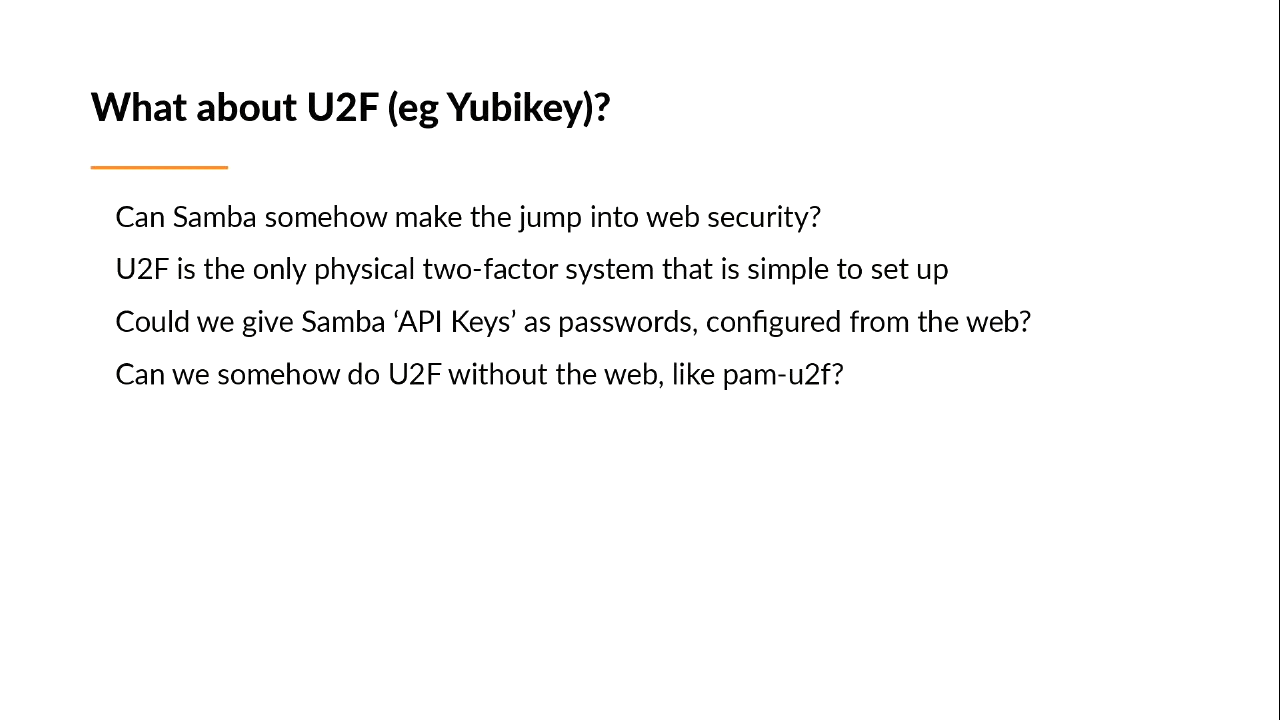 What about U2F (eg Yubikey)?
Can Samba somehow make the jump into web security?
U2F is the only physical two-factor system that is simple to set up
Could we give Samba ‘API Keys’ as passwords, configured from the web?
Can we somehow do U2F without the web, like pam-u2f?